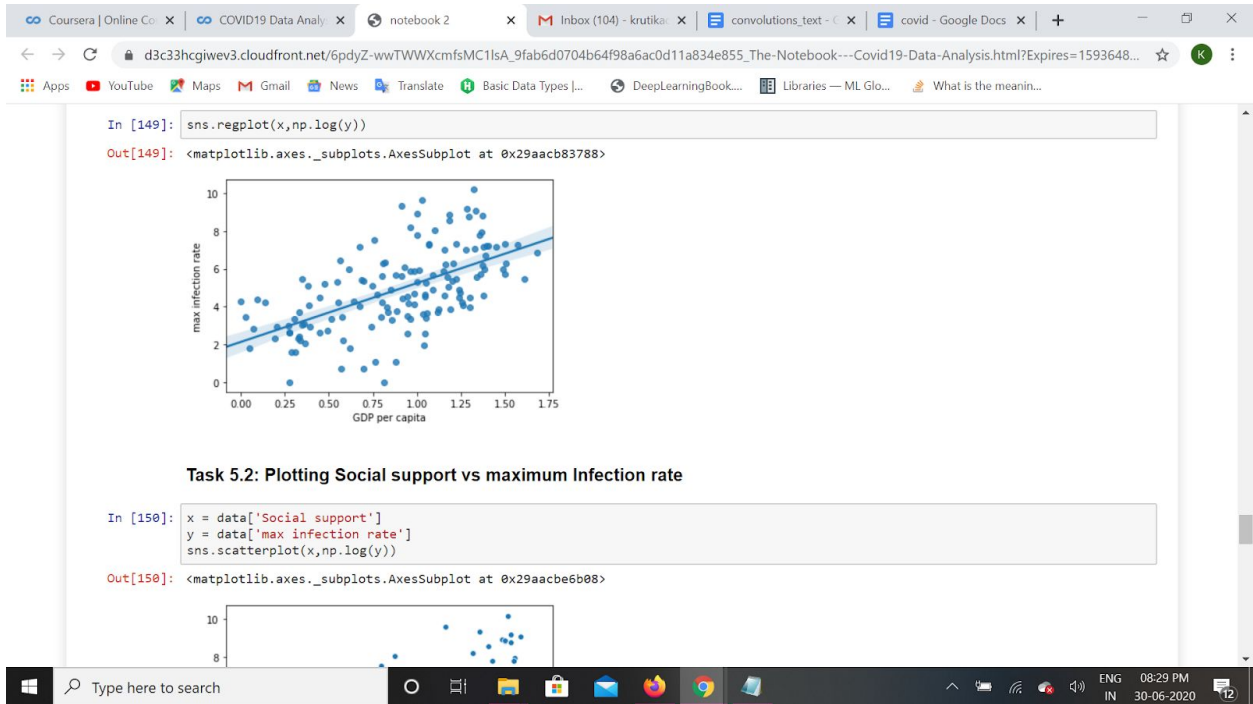 Coursera | Online Co
COVID19 Data Analy
notebook 2
M Inbox (104) - krutika
convolutions_text - G
covid - Google Docs
d3c33hcgiwev3.cloudfront.net/6pdyZ-wwTWWXcmfsMC1lsA_9fab6d0704b64f98a6ac0d11a834e855_The-Notebook---Covid19-Data-Analysis.html?Expires=1593648...
K
Apps
YouTube
Maps
Gmail
News
Translate
Basic Data Types |...
DeepLearningBook....
Libraries — ML Glo...
What is the meanin...
In [149]: sns.regplot(x,np.log(y))
Out[149]: <matplotlib.axes._subplots.AxesSubplot at 0x29aacb83788>
10
8
6
4
2
0
max infection rate
0.00 0.25 0.50 0.75 1.00 1.25 1.50 1.75
GDP per capita
Task 5.2: Plotting Social support vs maximum Infection rate
In [150]: x = data['Social support']
y = data['max infection rate']
sns.scatterplot(x,np.log(y))
Out[150]: <matplotlib.axes._subplots.AxesSubplot at 0x29aacbe6b08>
10
8
Type here to search
ENG
IN
08:29 PM
30-06-2020
12